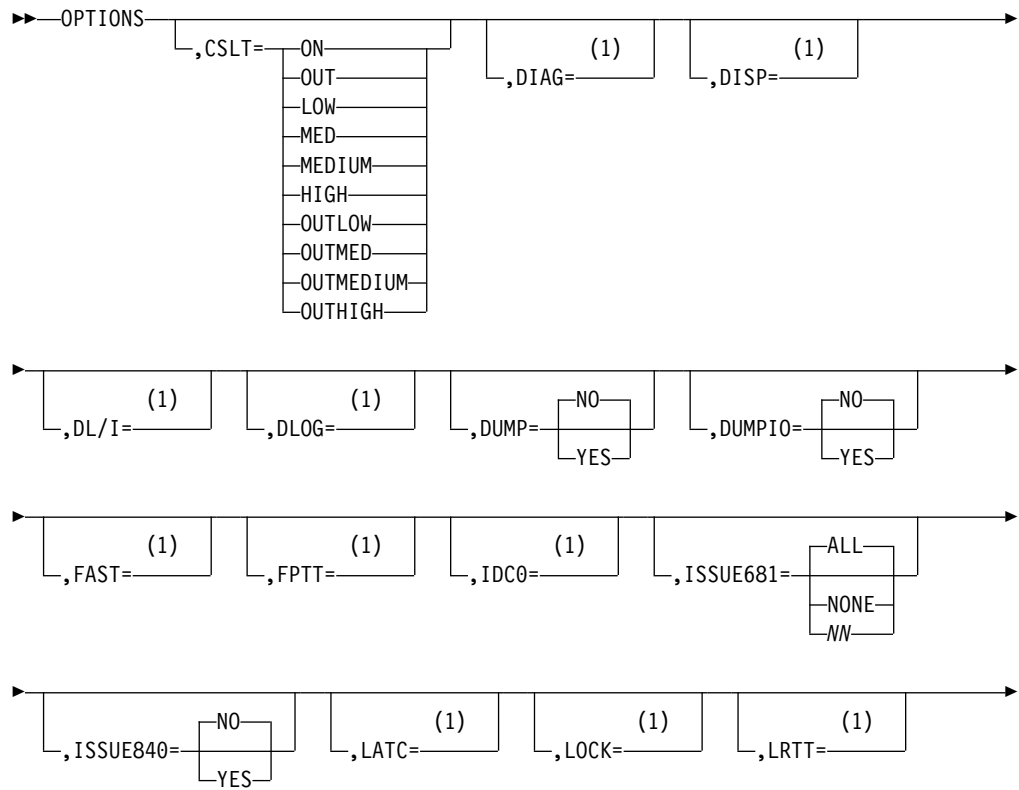 OPTIONS
,CSLT= ON
OUT
LOW
MED
MEDIUM
HIGH
OUTLOW
OUTMED
OUTMEDIUM
OUTHIGH
(1)
,DIAG=
(1)
,DISP=
(1)
,DL/I=
(1)
,DLOG=
NO
,DUMP=
YES
NO
,DUMPIO=
YES
(1)
,FAST=
(1)
,FPTT=
(1)
,IDC0=
ALL
,ISSUE681=
NONE
NN
NO
,ISSUE840=
YES
(1)
,LATC=
(1)
,LOCK=
(1)
,LRTT=